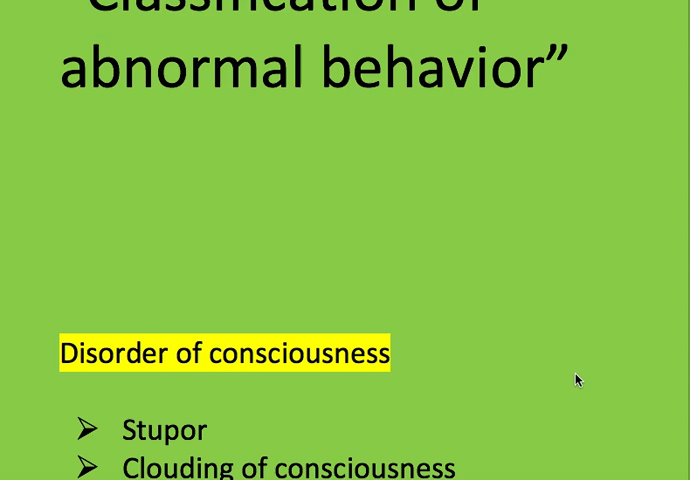 “Classification of
abnormal behavior”
Disorder of consciousness
➢ Stupor
➢ Clouding of consciousness